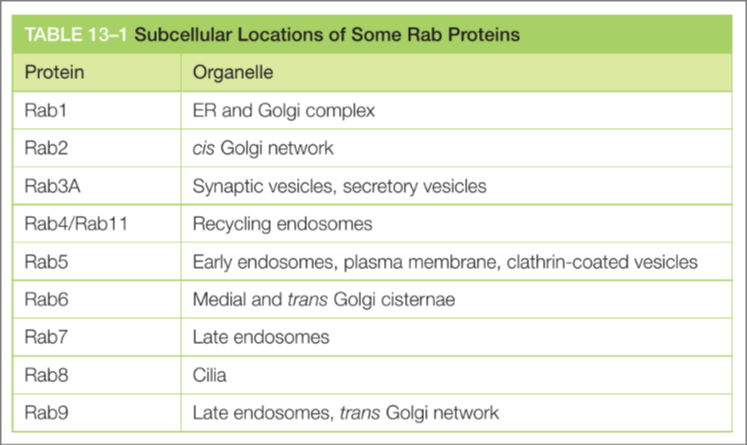 TABLE 13–1 Subcellular Locations of Some Rab Proteins
Protein Organelle
Rab1 ER and Golgi complex
Rab2 cis Golgi network
Rab3A Synaptic vesicles, secretory vesicles
Rab4/Rab11 Recycling endosomes
Rab5 Early endosomes, plasma membrane, clathrin-coated vesicles
Rab6 Medial and trans Golgi cisternae
Rab7 Late endosomes
Rab8 Cilia
Rab9 Late endosomes, trans Golgi network